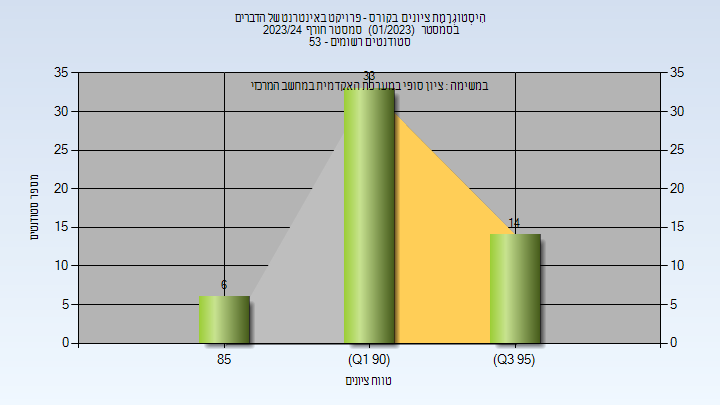 היסטוגרמת ציונים בקורס - פרויקט באינטרנט של הדברים
בסמסטר (01/2023) סמסטר חורף 2023/24
סטודנטים רשומים - 53
במשימה : ציון סופי במערכת האקדמית במחשב המרכזי
35 35
30 30
25 25
20 20
15 15
10 10
5 5
0 0
33
14
6
מספר סטודנטים
85 (Q1 90) (Q3 95)
טווח ציונים